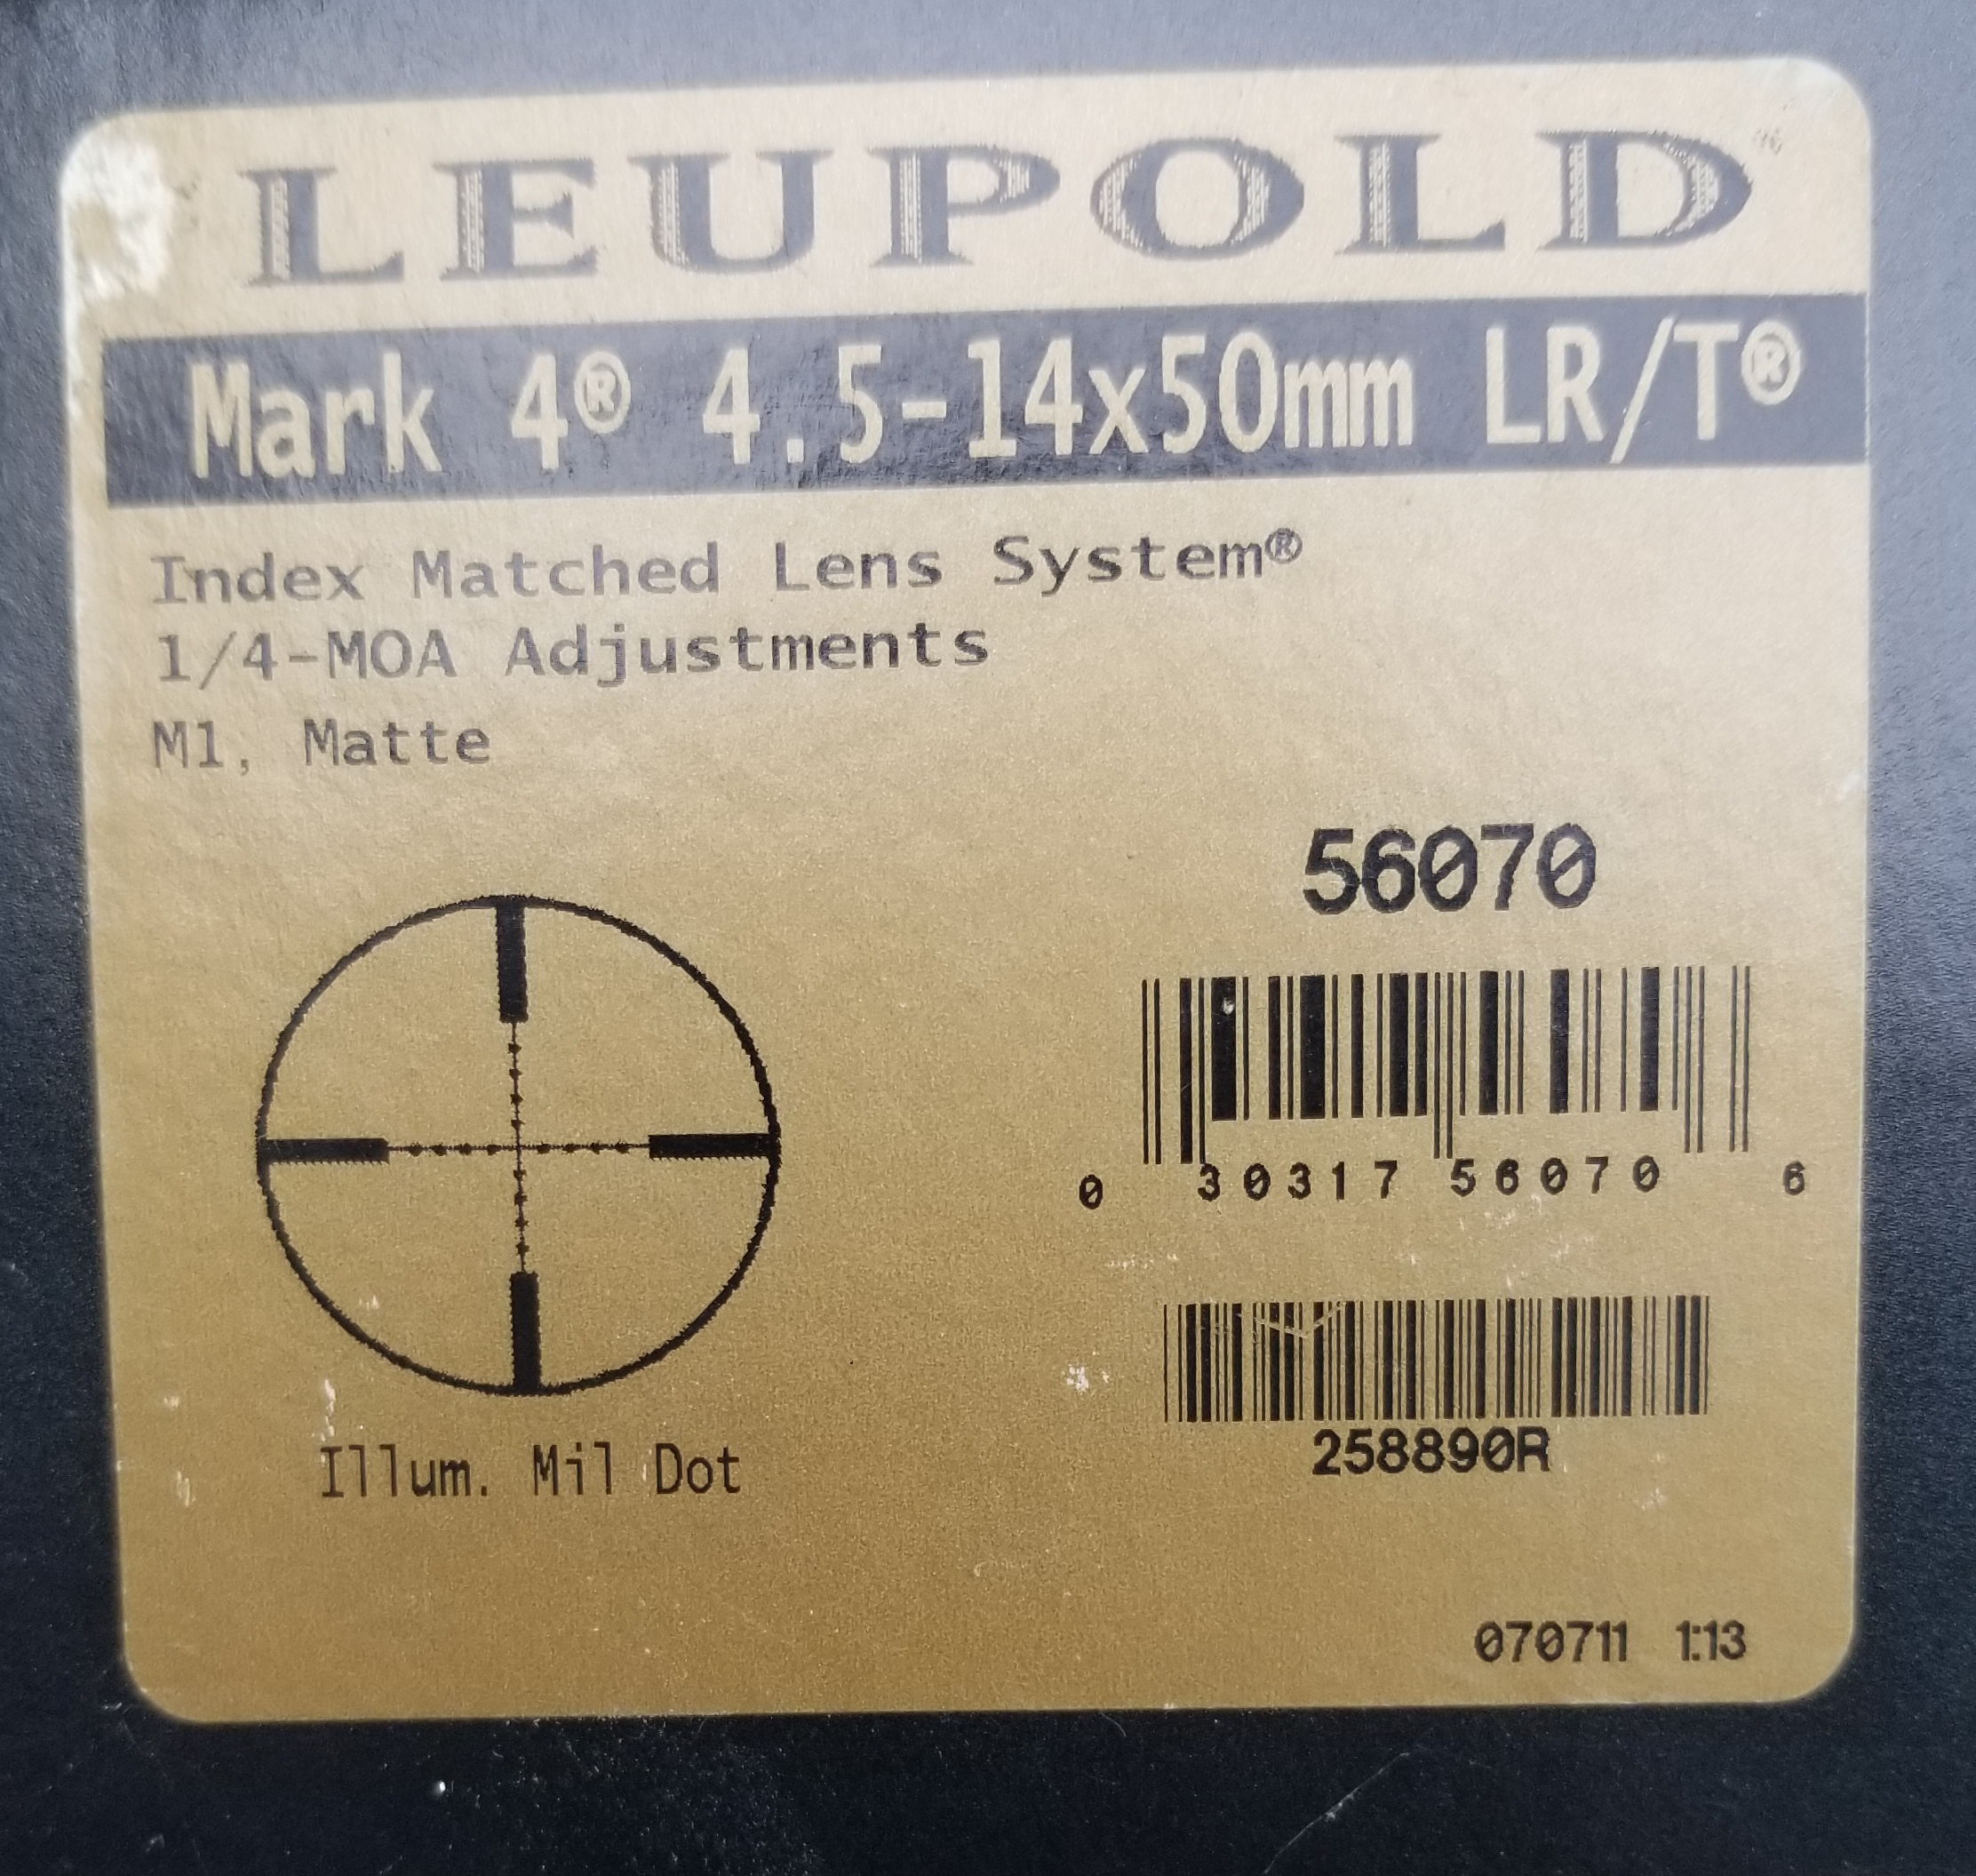 LEUPOLD
Mark 4® 4.5-14x50mm LR/T®
Index Matched Lens System®
1/4-MOA Adjustments
M1, Matte
56070
0 30317 56070 6
258890R
Illum. Mil Dot
070711 1:13